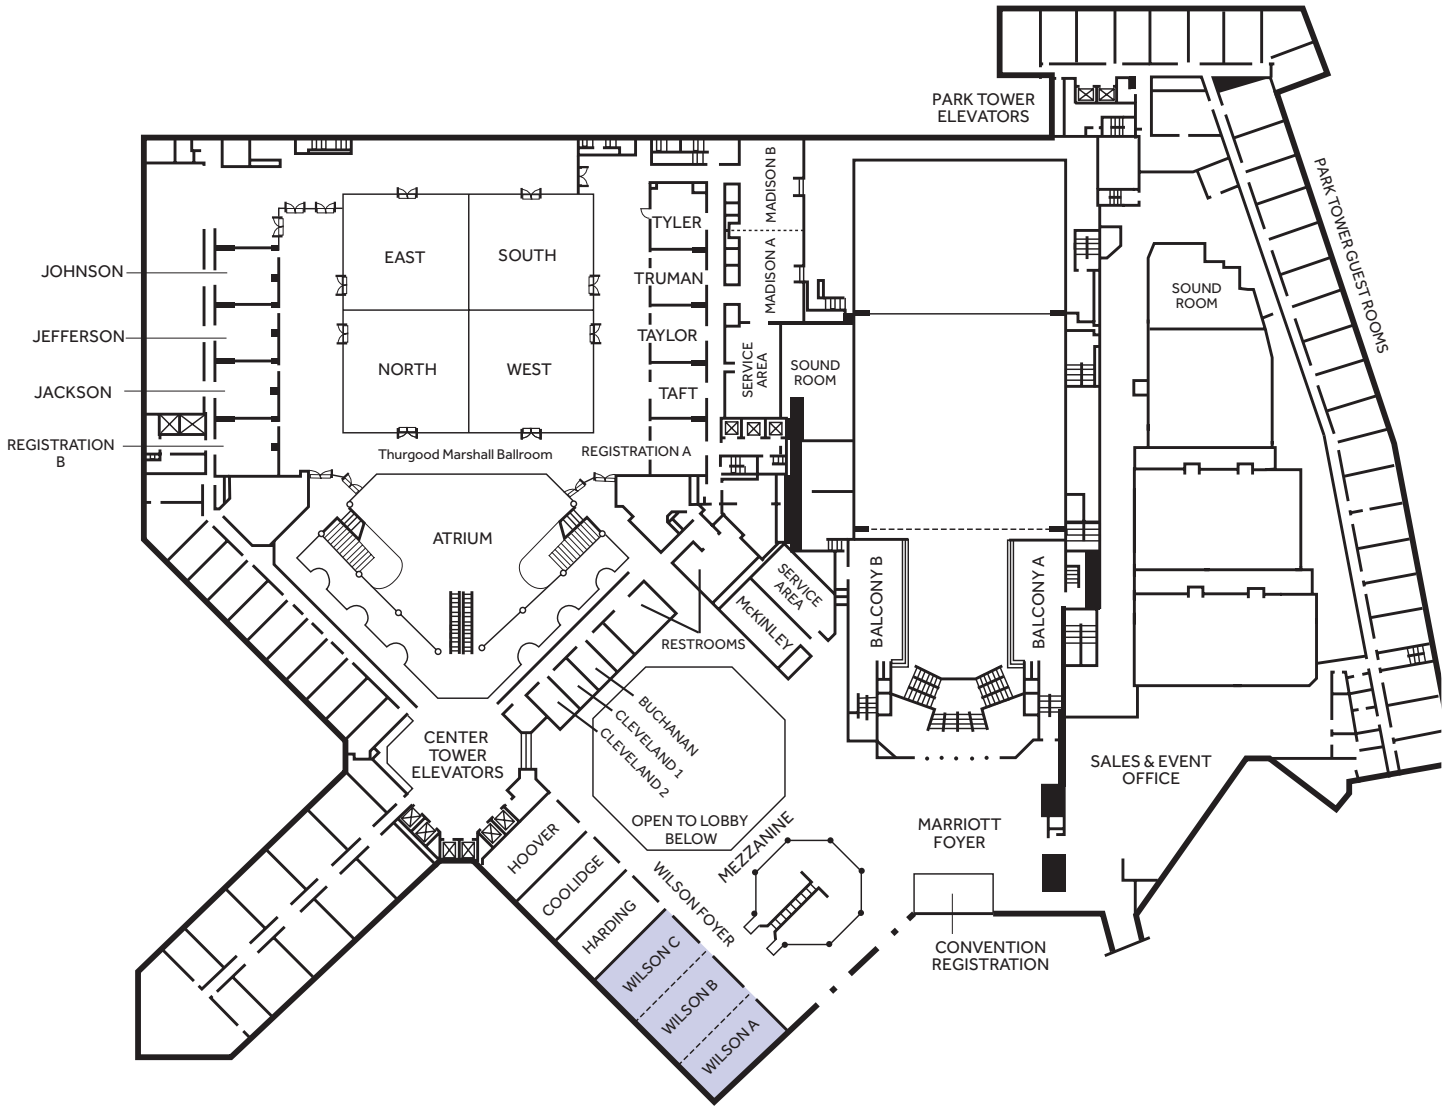 PARK TOWER
ELEVATORS
PARK TOWER GUEST ROOMS
MADISON B
MADISON A
TYLER
TRUMAN
TAYLOR
TAFT
EAST
SOUTH
NORTH
WEST
JOHNSON
JEFFERSON
JACKSON
REGISTRATION
B
Thurgood Marshall Ballroom
REGISTRATION A
SERVICE
AREA
SOUND
ROOM
SOUND
ROOM
ATRIUM
SERVICE
AREA
McKINLEY
RESTROOMS
BALCONY B
BALCONY A
BUCHANAN
CLEVELAND 1
CLEVELAND 2
CENTER
TOWER
ELEVATORS
OPEN TO LOBBY
BELOW
MEZZANINE
SALES & EVENT
OFFICE
MARRIOTT
FOYER
HOOVER
COOLIDGE
HARDING
WILSON FOYER
WILSON C
WILSON B
WILSON A
CONVENTION
REGISTRATION